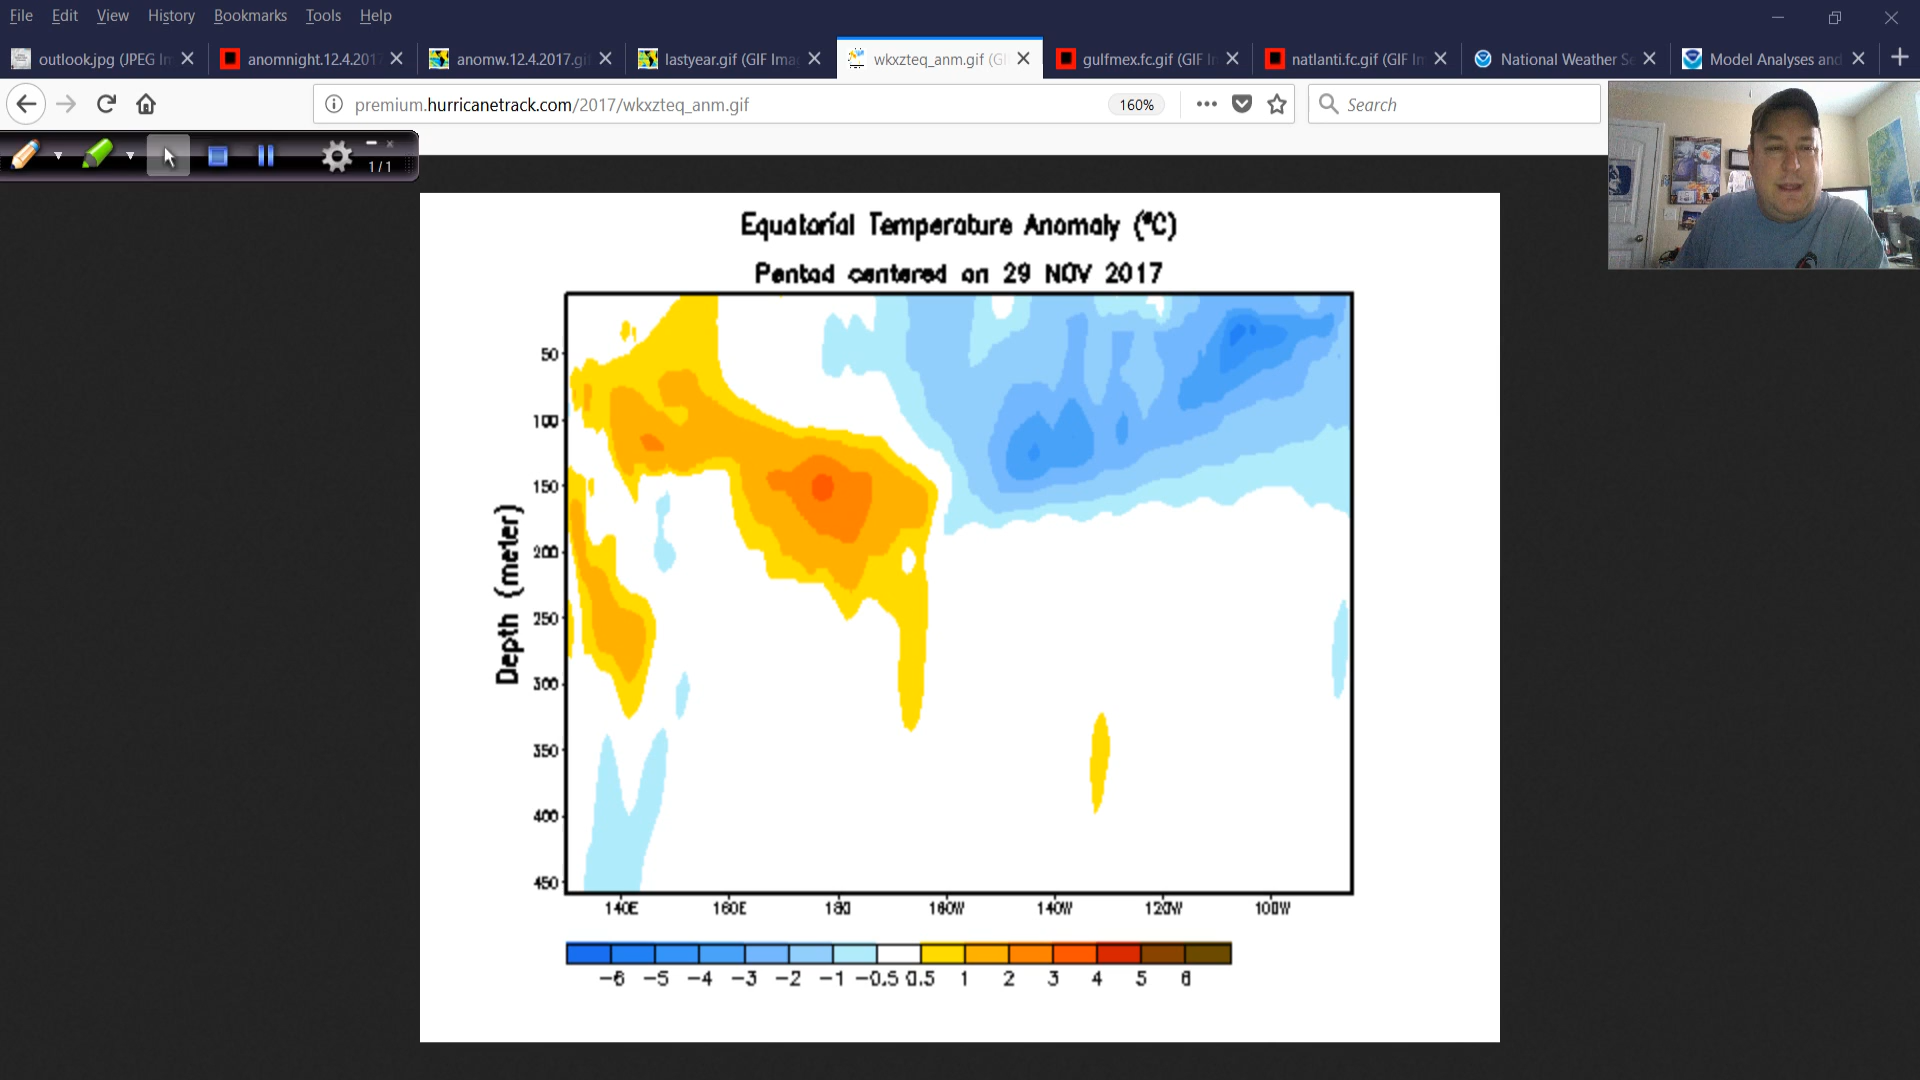 File Edit View History Bookmarks Tools Help
outlook.jpg (JPEG Im
anomnight.12.4.201
anomw.12.4.2017.gi
lastyear.gif (GIF Ima
wkxzteq_anm.gif (GI
gulfmex.fc.gif (GIF I
natlanti.fc.gif (GIF I
National Weather Se
Model Analyses and
premium.hurricanetrack.com/2017/wkxzteq_anm.gif
160%
Search
1/1
Equatorial Temperature Anomaly (°C)
Pentad centered on 29 NOV 2017
Depth (meter)
50
100
150
200
250
300
350
400
450
140E 160E 180 160W 140W 120W 100W
-6 -5 -4 -3 -2 -1 -0.5 0.5 1 2 3 4 5 6